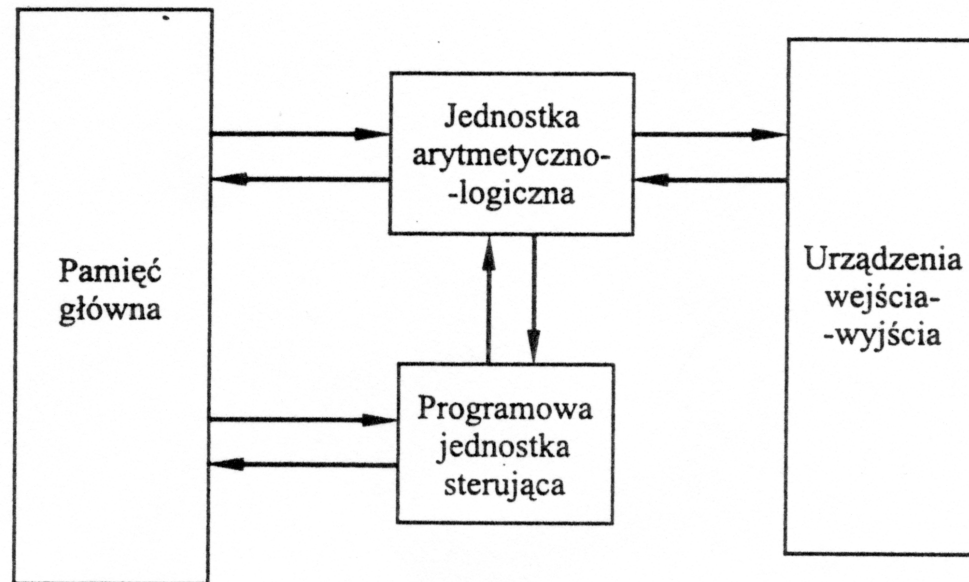 Pamięć
główna
Jednostka
arytmetyczno-
-logiczna
Programowa
jednostka
sterująca
Urządzenia
wejścia-
-wyjścia